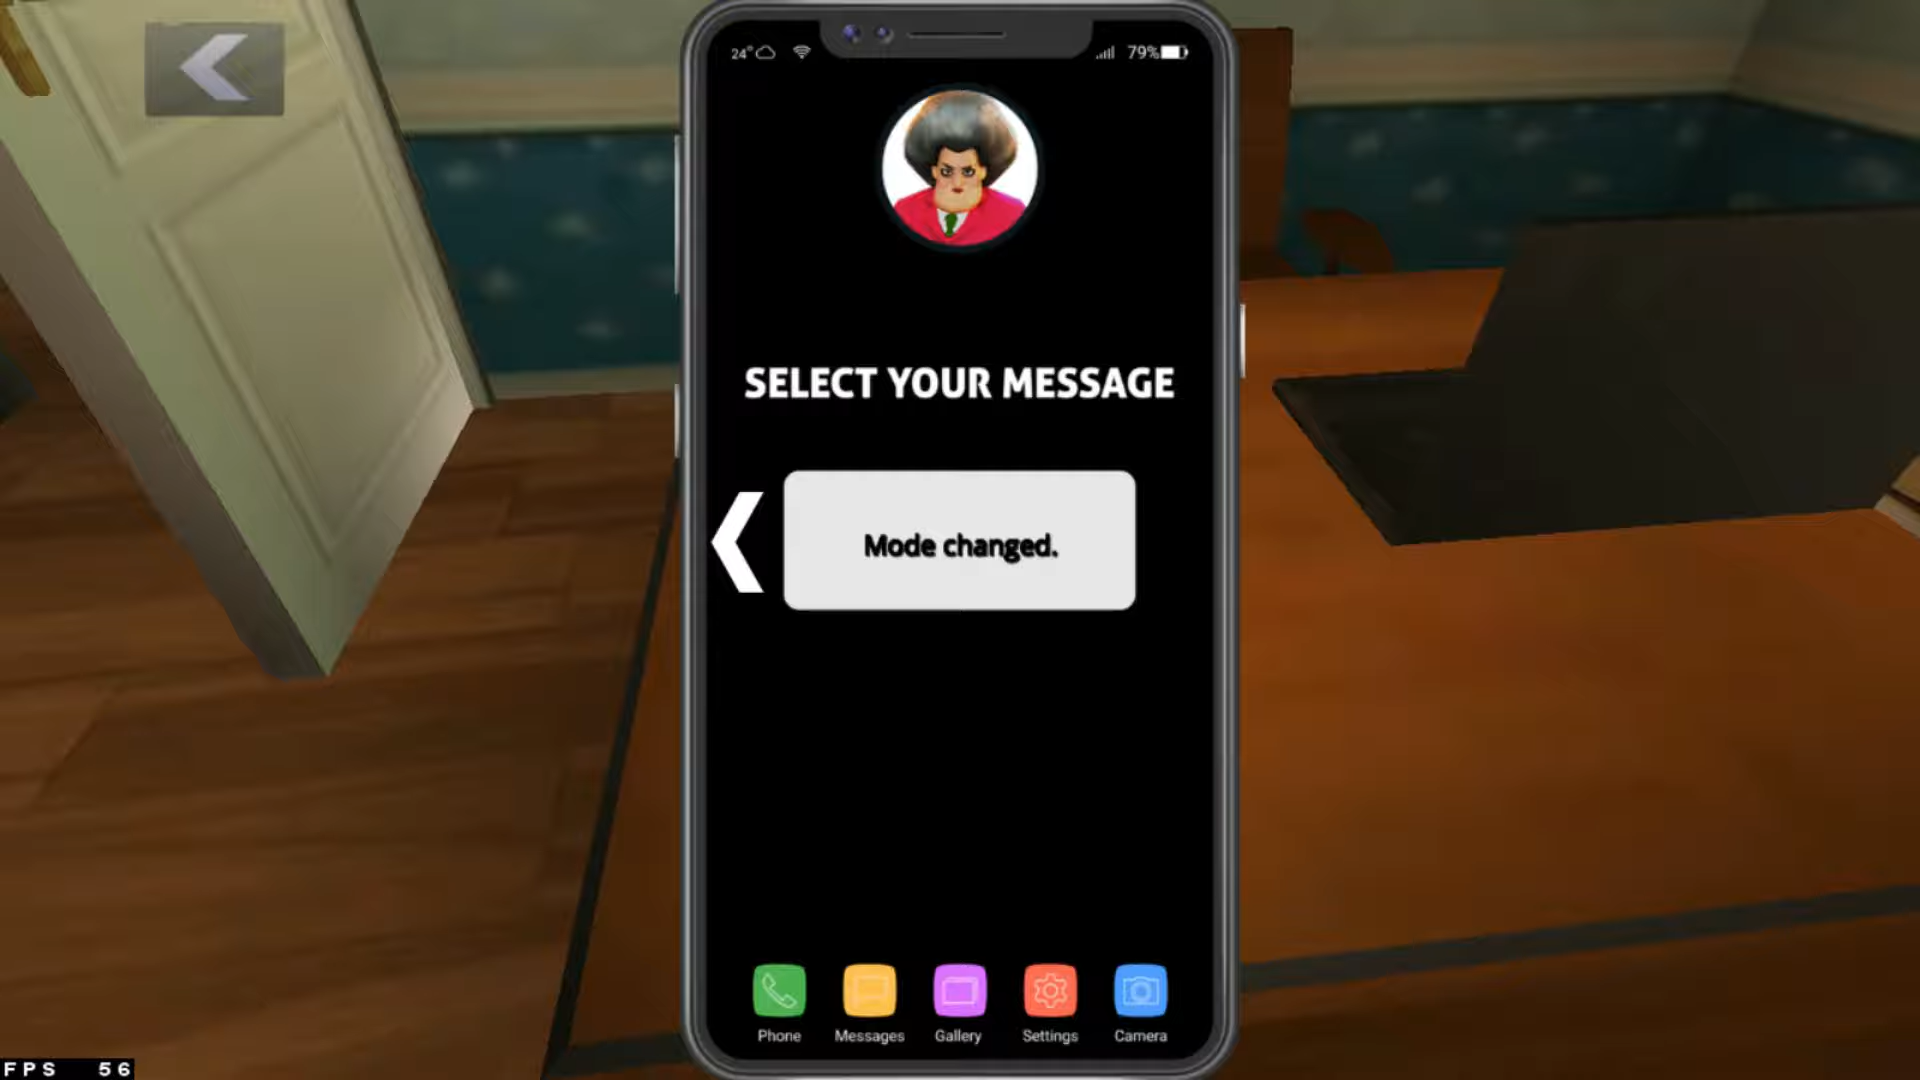 24° 79%
SELECT YOUR MESSAGE
Mode changed.
Phone Messages Gallery Settings Camera
FPS 56